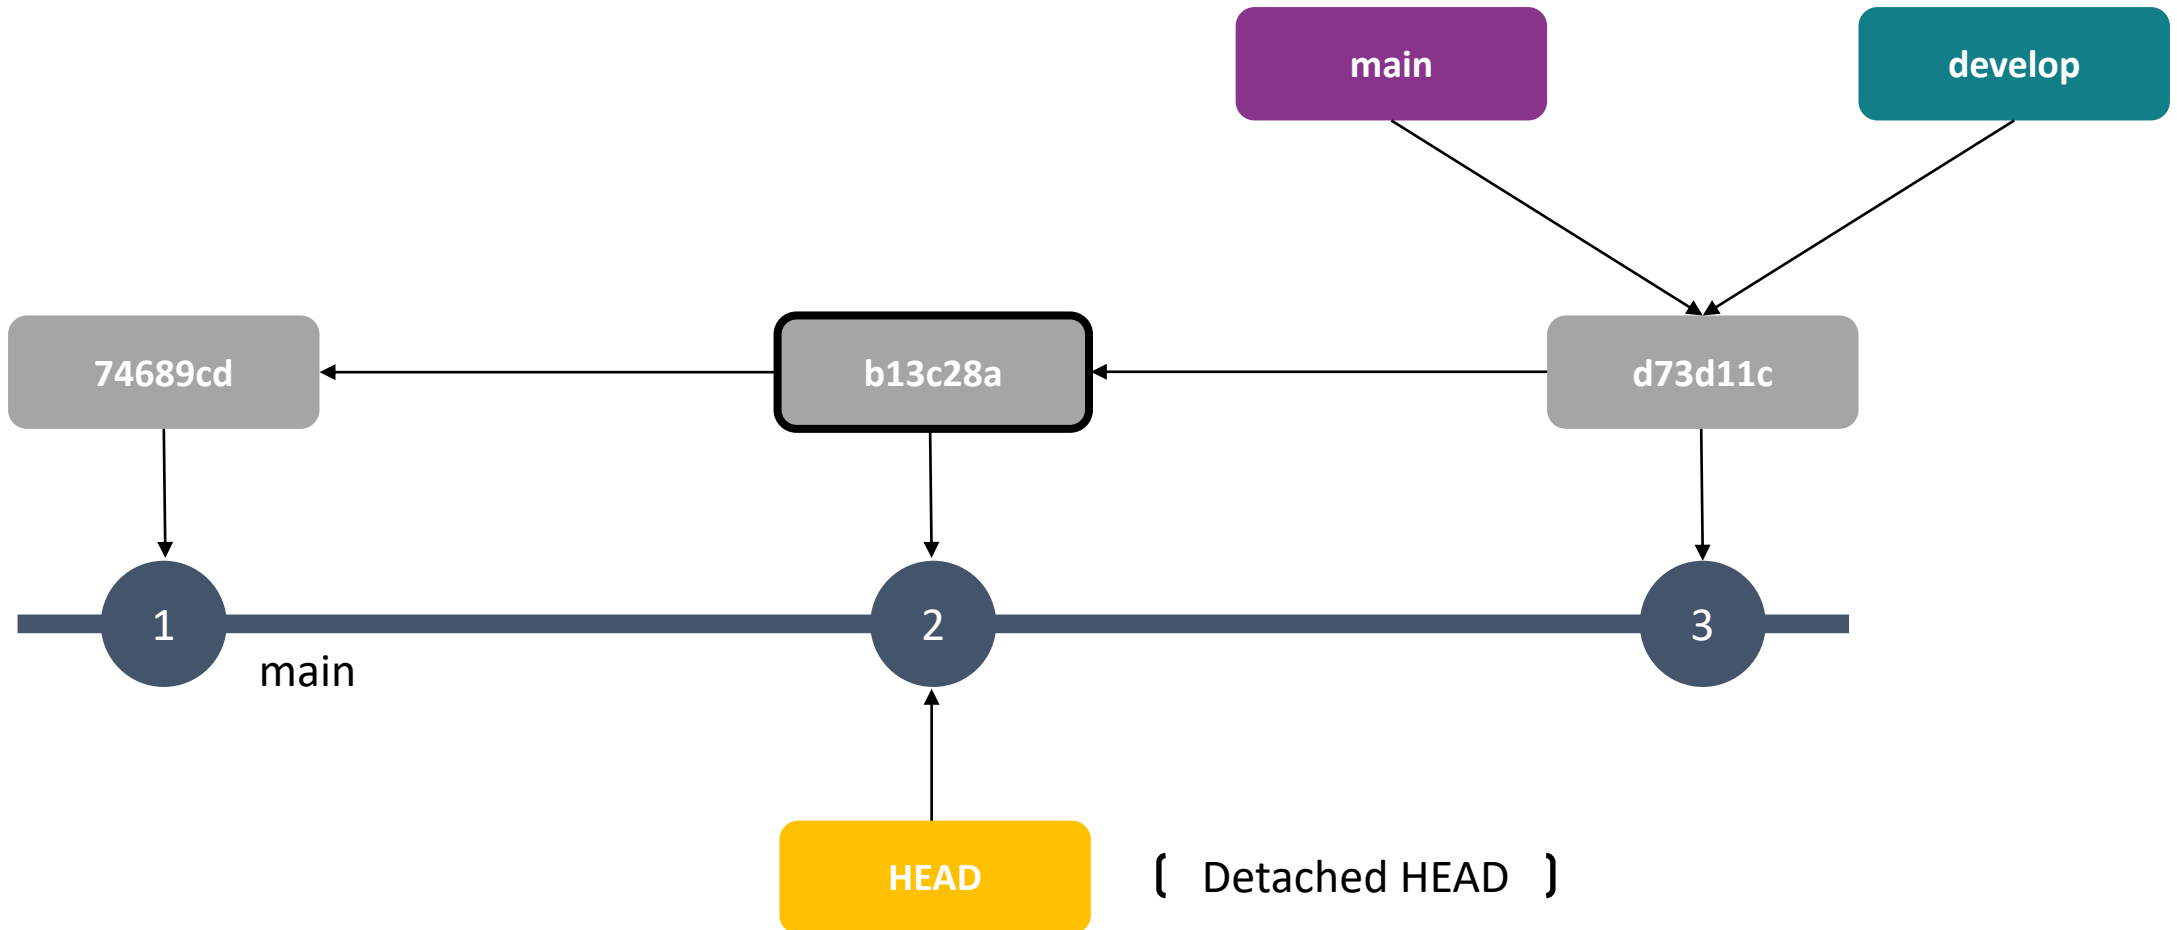 main
develop
74689cd
b13c28a
d73d11c
1
2
3
main
HEAD
Detached HEAD